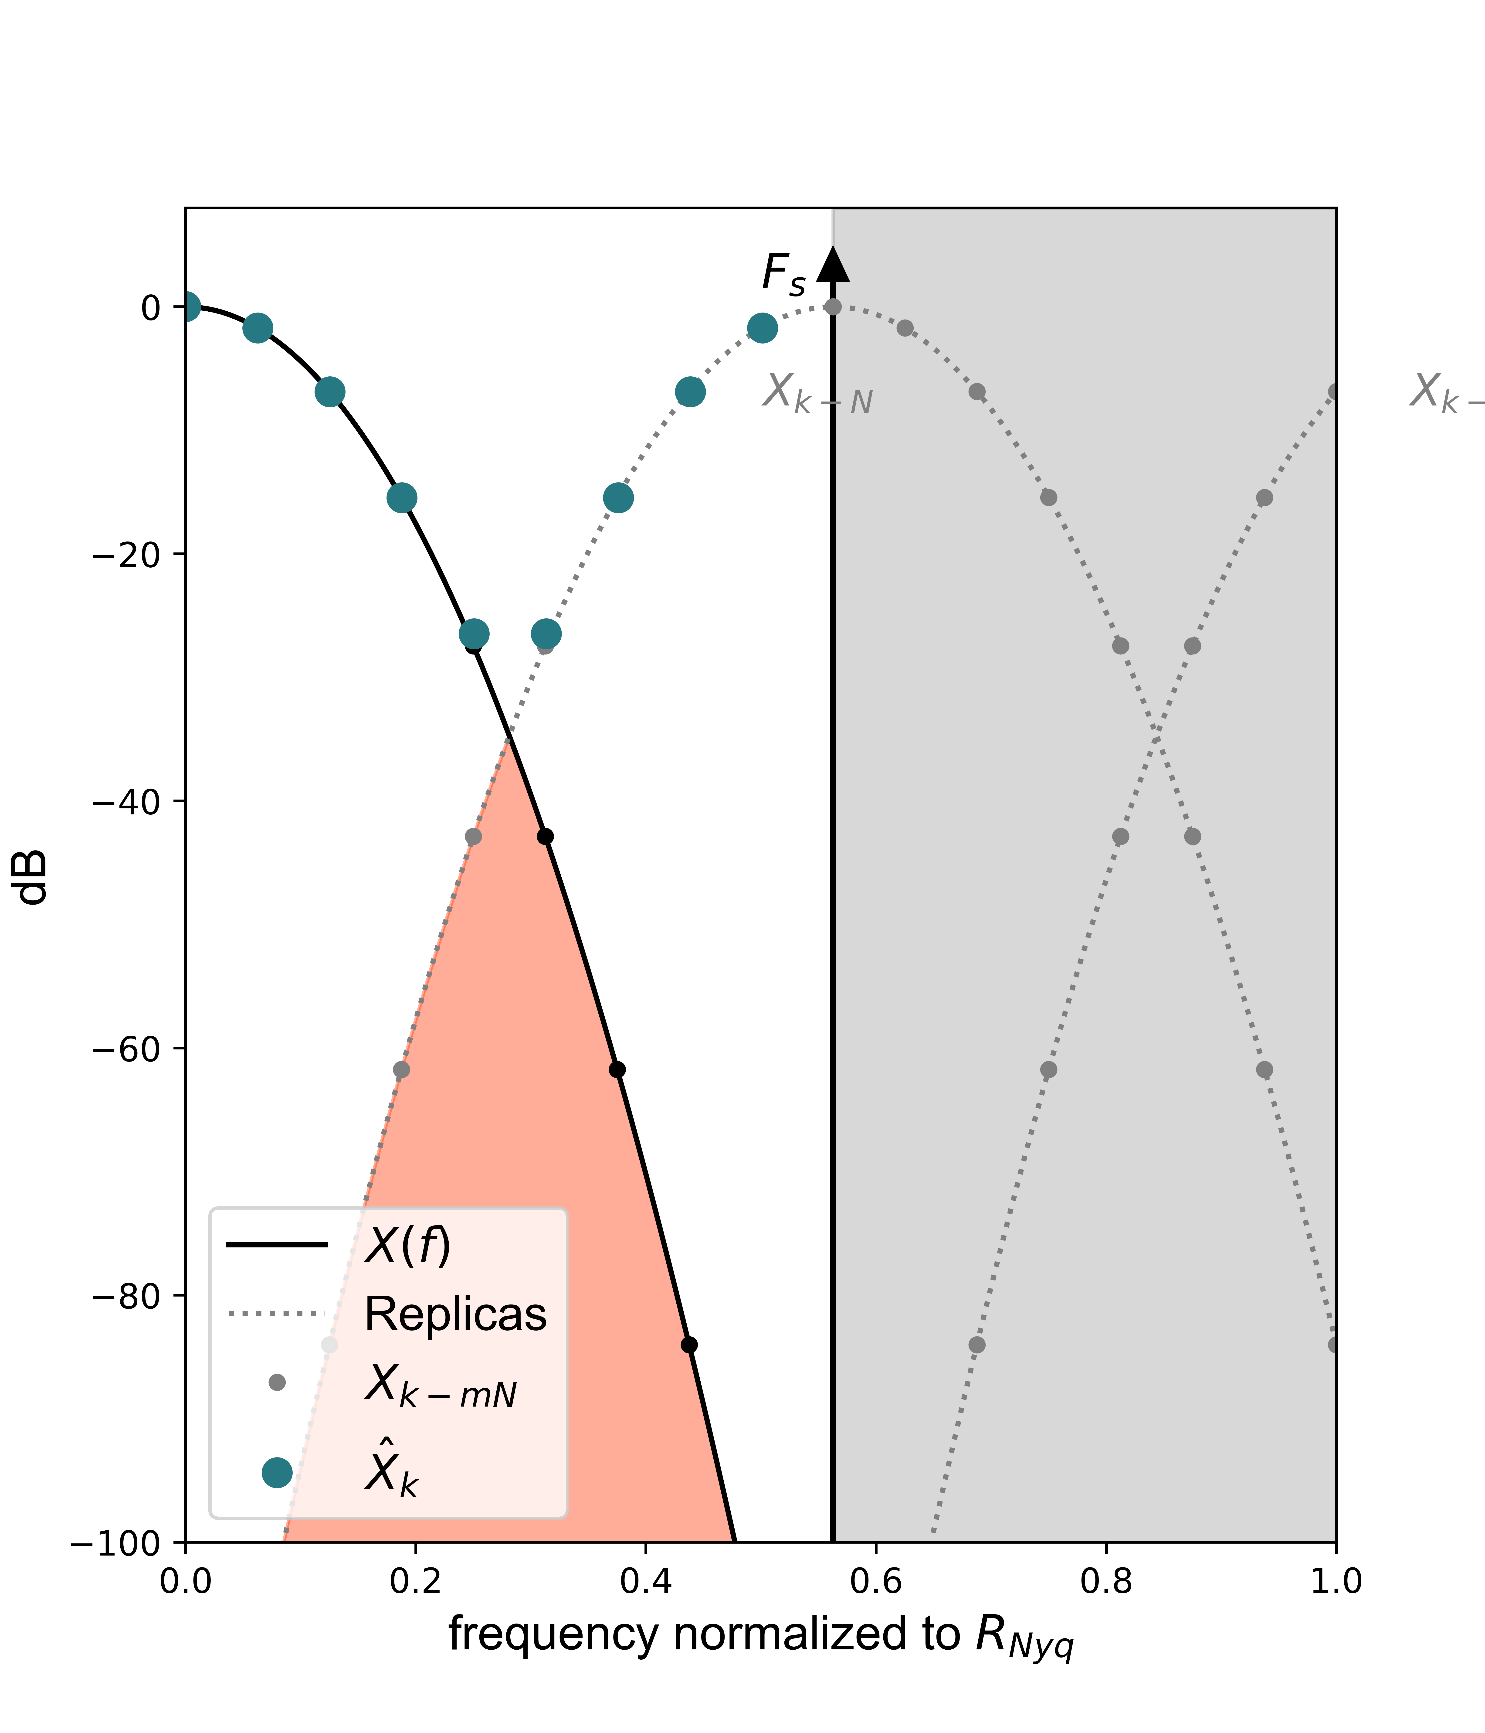 F_s
X_{k-N}
X_{k-
0
−20
−40
−60
−80
−100
dB
X(f)
Replicas
X_{k-mN}
X̂_k
0.0 0.2 0.4 0.6 0.8 1.0
frequency normalized to R_{Nyq}